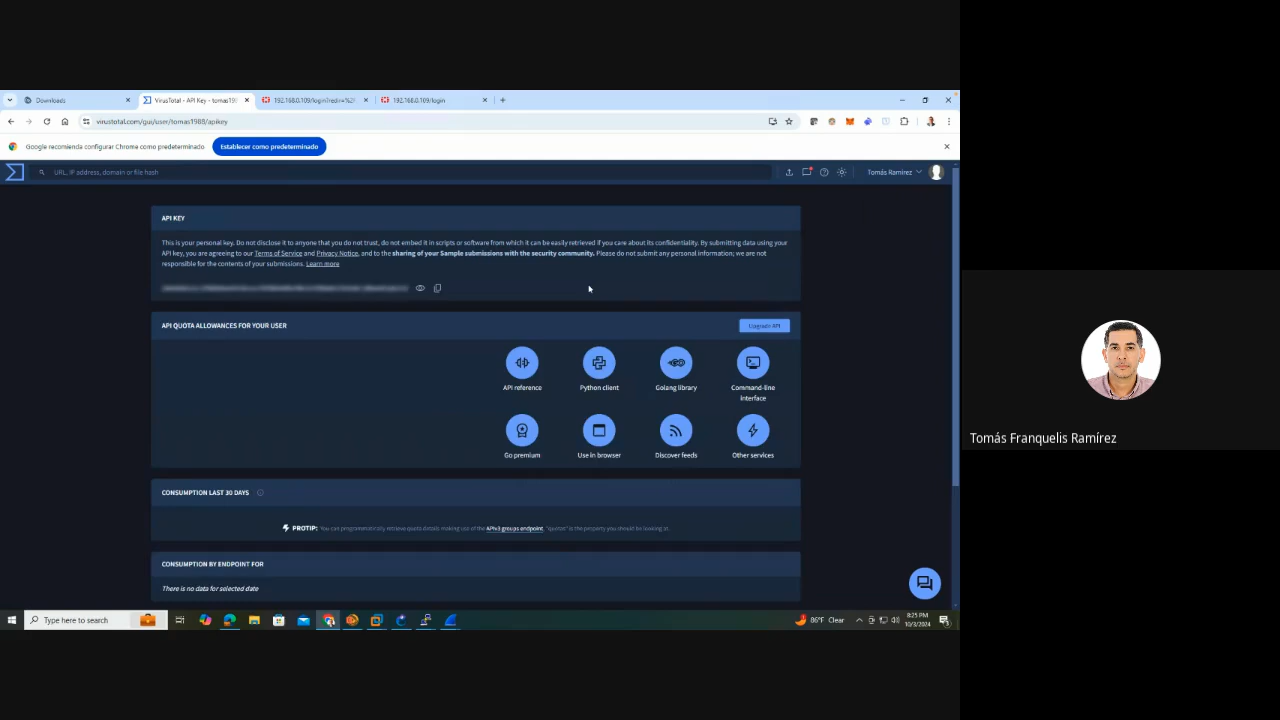 Downloads
VirusTotal - API Key - tomas19
192.168.0.109/login?redir=%2F
192.168.0.109/login
virustotal.com/gui/user/tomas1988/apikey
Google recomienda configurar Chrome como predeterminado
Establecer como predeterminado
URL, IP address, domain or file hash
Tomás Ramírez
API KEY
This is your personal key. Do not disclose it to anyone that you do not trust, do not embed it in scripts or software from which it can be easily retrieved if you care about its confidentiality. By submitting data using your
API key, you are agreeing to our Terms of Service and Privacy Notice, and to the sharing of your Sample submissions with the security community. Please do not submit any personal information; we are not
responsible for the contents of your submissions. Learn more
API QUOTA ALLOWANCES FOR YOUR USER
Upgrade API
API reference
Python client
Golang library
Command-line
interface
Go premium
Use in browser
Discover feeds
Other services
CONSUMPTION LAST 30 DAYS
PROTIP: You can programmatically retrieve quota details making use of the APIv3 groups endpoint. "Quotas" is the property you should be looking at.
CONSUMPTION BY ENDPOINT FOR
There is no data for selected date
Type here to search
86°F Clear
8:25 PM
10/3/2024
Tomás Franquelis Ramírez